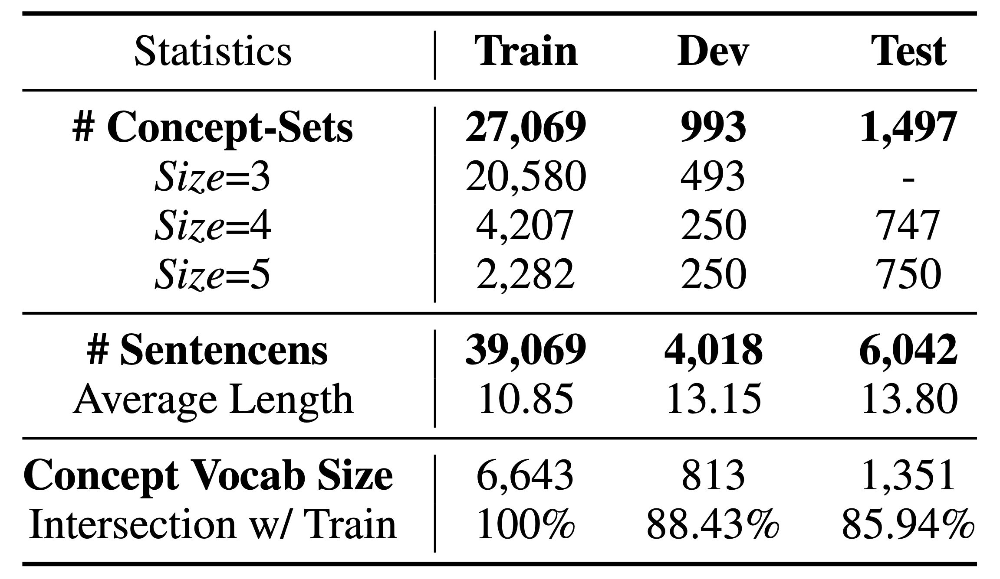 Statistics Train Dev Test
# Concept-Sets 27,069 993 1,497
Size=3 20,580 493 -
Size=4 4,207 250 747
Size=5 2,282 250 750
# Sentencens 39,069 4,018 6,042
Average Length 10.85 13.15 13.80
Concept Vocab Size 6,643 813 1,351
Intersection w/ Train 100% 88.43% 85.94%